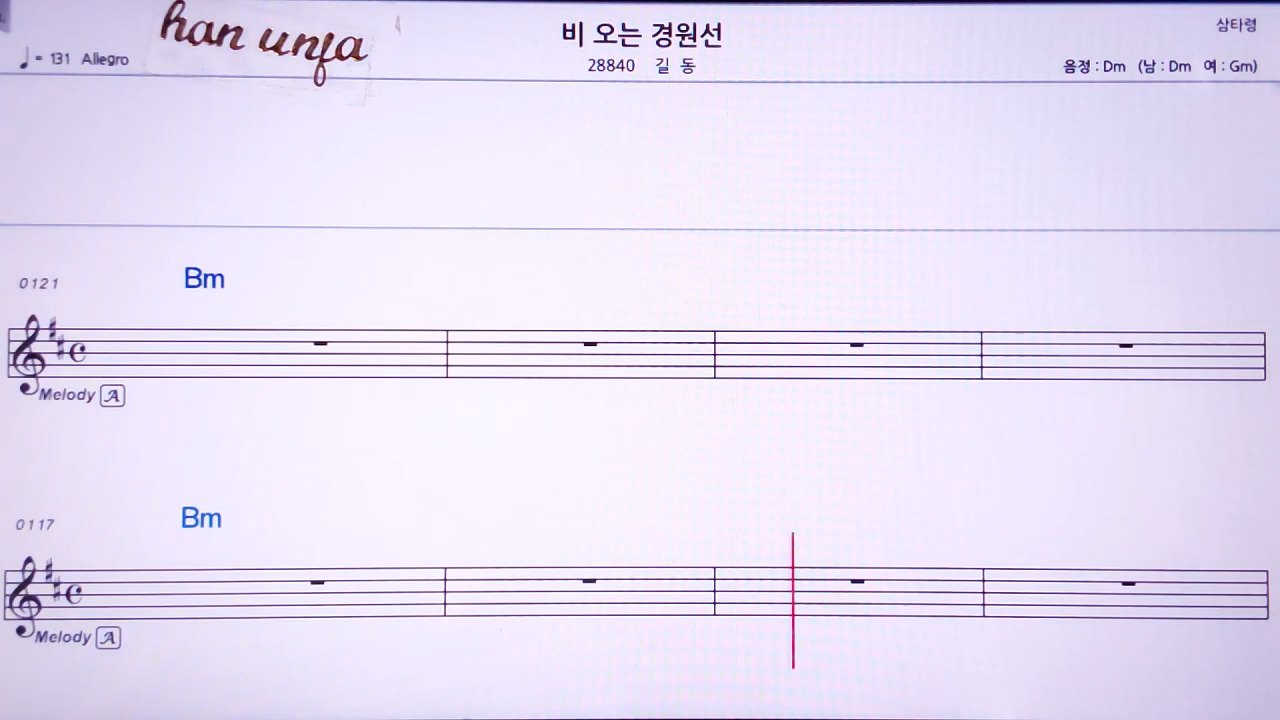 han unja
비 오는 경원선
삼타령
♩ = 131 Allegro
28840 길 동
음정 : Dm (남 : Dm 여 : Gm)
0121 Bm
Melody A
0117 Bm
Melody A